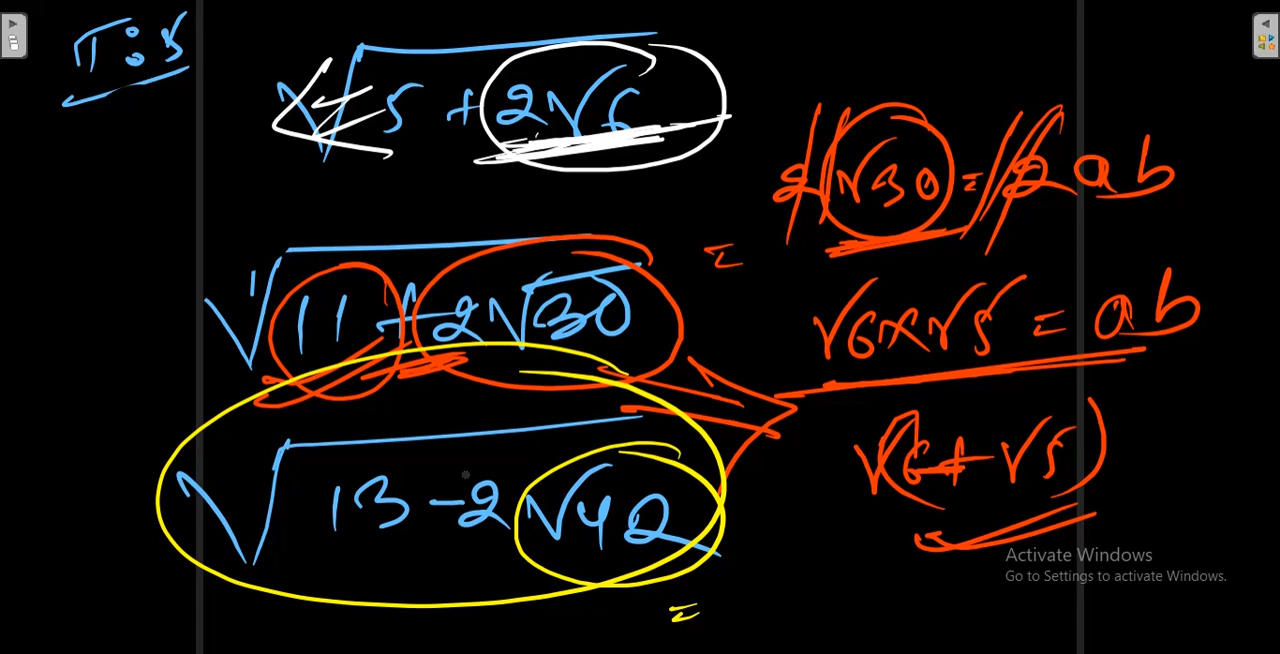 T:5
√5 + 2√6
2√30 = 2ab
√11 + 2√30 =
√6×√5 = ab
(√6 + √5)
√13 - 2√42 =
Activate Windows
Go to Settings to activate Windows.